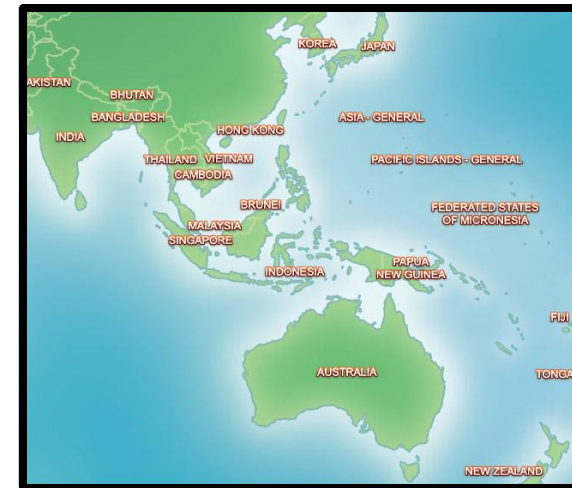 KOREA
JAPAN
AKISTAN
BHUTAN
BANGLADESH
ASIA - GENERAL
HONG KONG
INDIA
THAILAND
VIETNAM
PACIFIC ISLANDS - GENERAL
CAMBODIA
BRUNEI
FEDERATED STATES
OF MICRONESIA
MALAYSIA
SINGAPORE
PAPUA
NEW GUINEA
INDONESIA
FIJI
AUSTRALIA
TONGA
NEW ZEALAND